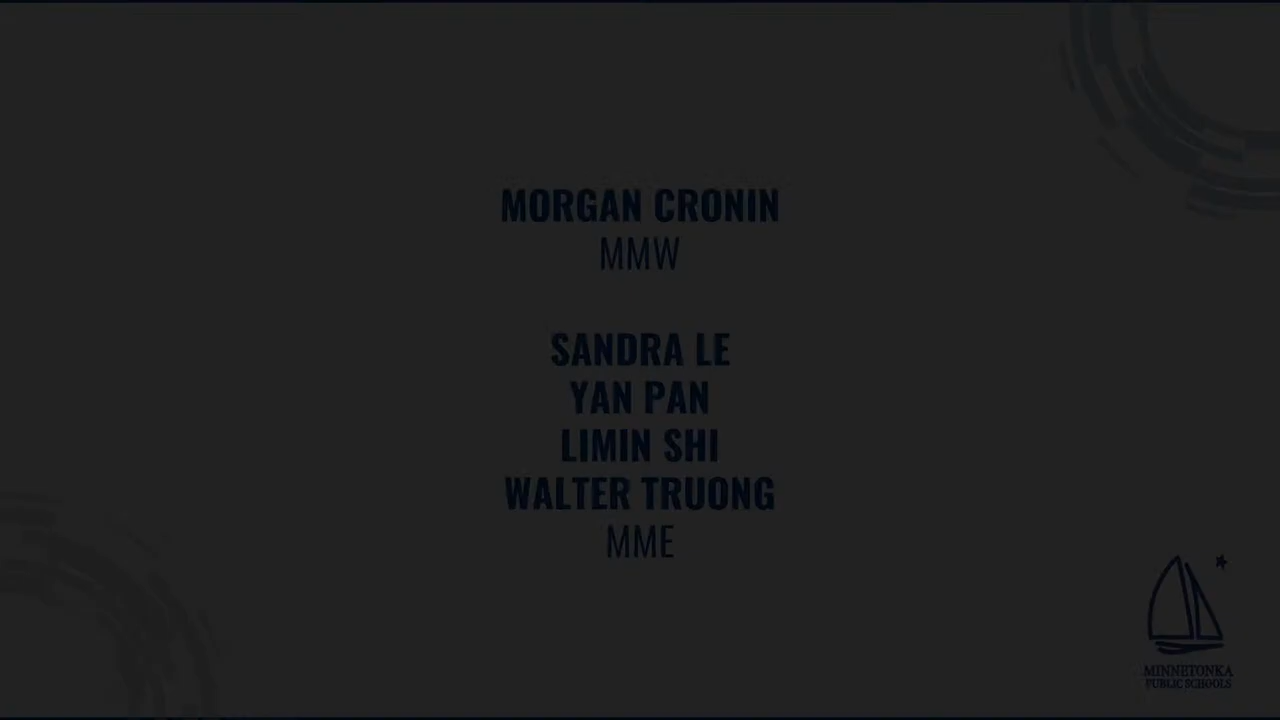 MORGAN CRONIN
MMW
SANDRA LE
YAN PAN
LIMIN SHI
WALTER TRUONG
MME
MINNETONKA
PUBLIC SCHOOLS